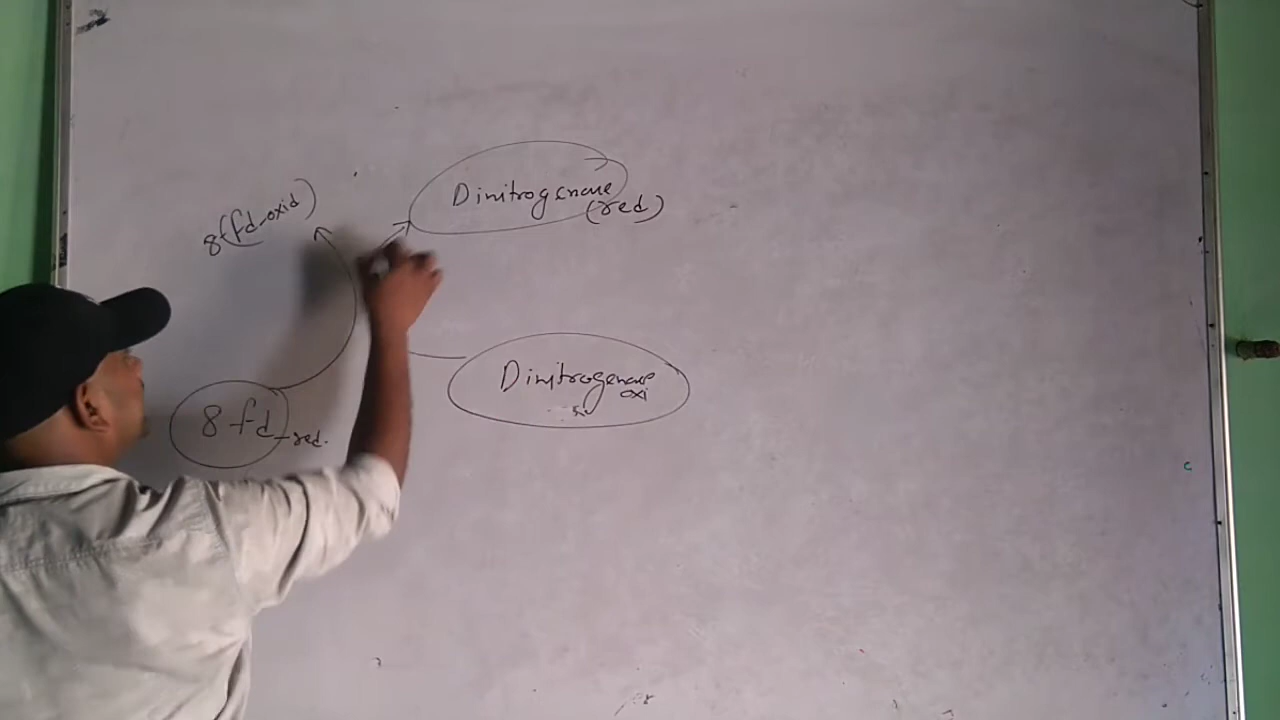 Dinitrogenase
(red)
8(fd-oxid)
Dinitrogenase
oxi
8fd-red.